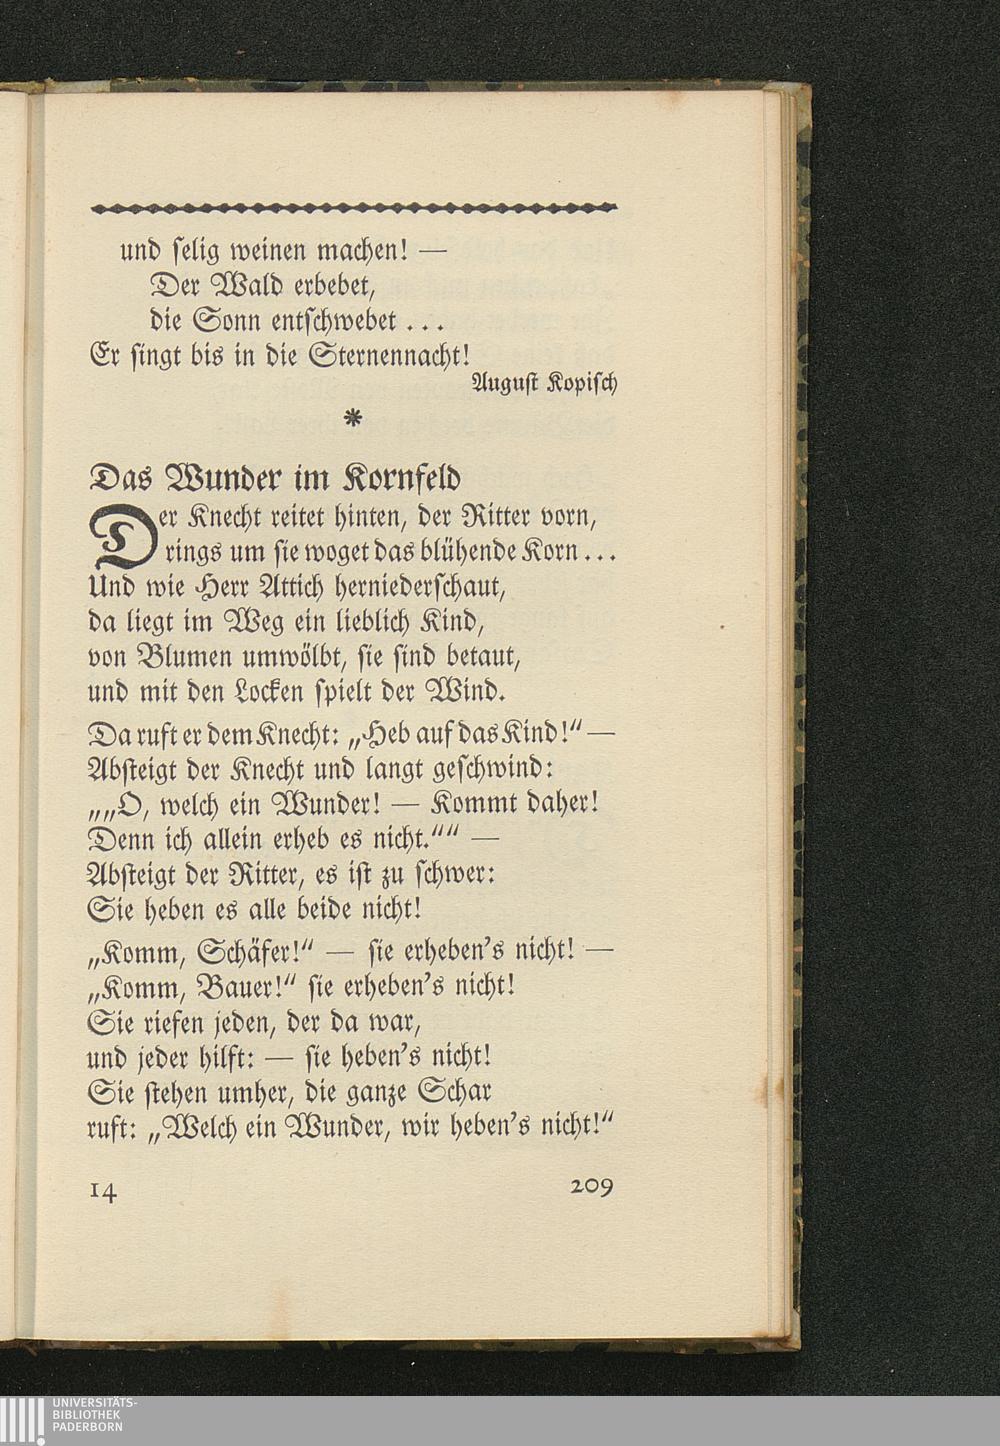 und selig weinen machen! —
Der Wald erbebet,
die Sonn entschwebet ...
Er singt bis in die Sternennacht!
August Kopisch
*
Das Wunder im Kornfeld
Der Knecht reitet hinten, der Ritter vorn,
rings um sie woget das blühende Korn ...
Und wie Herr Attich herniederschaut,
da liegt im Weg ein lieblich Kind,
von Blumen umwölbt, sie sind betaut,
und mit den Locken spielt der Wind.
Da ruft er dem Knecht: „Heb auf das Kind!“ —
Absteigt der Knecht und langt geschwind:
„„O, welch ein Wunder! — Kommt daher!
Denn ich allein erheb es nicht.““ —
Absteigt der Ritter, es ist zu schwer:
Sie heben es alle beide nicht!
„Komm, Schäfer!“ — sie erheben's nicht! —
„Komm, Bauer!“ sie erheben's nicht!
Sie riefen jeden, der da war,
und jeder hilft: — sie heben's nicht!
Sie stehen umher, die ganze Schar
ruft: „Welch ein Wunder, wir heben's nicht!“
14 209
UNIVERSITÄTS-
BIBLIOTHEK
PADERBORN